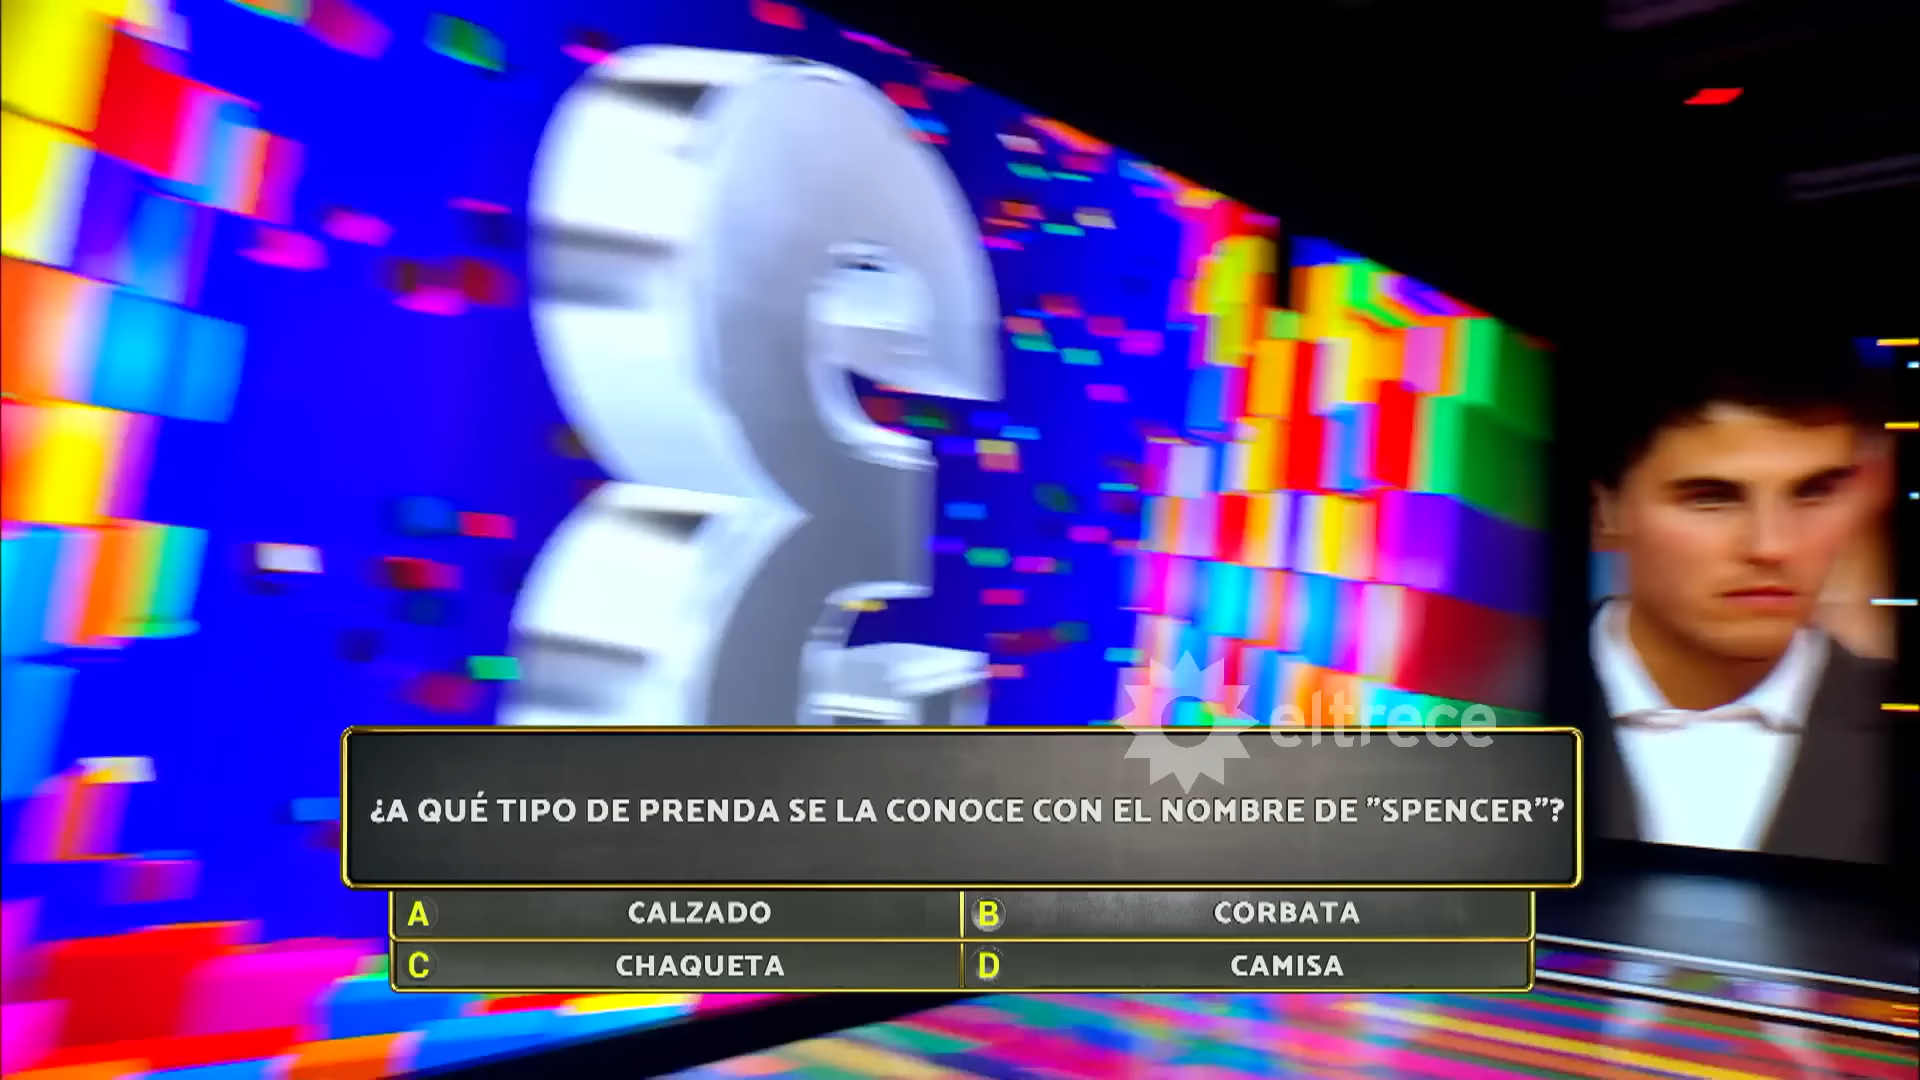 eltrece
¿A QUÉ TIPO DE PRENDA SE LA CONOCE CON EL NOMBRE DE "SPENCER"?
A CALZADO
B CORBATA
C CHAQUETA
D CAMISA